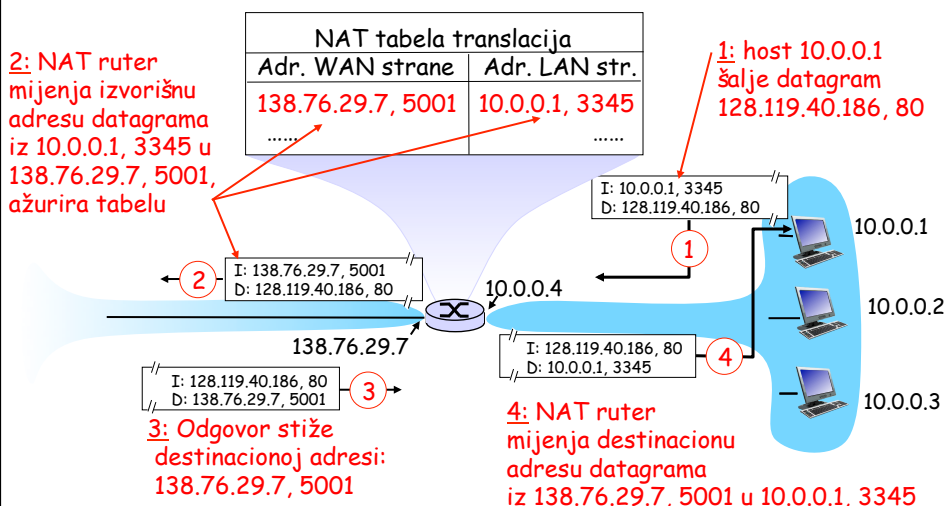 NAT tabela translacija
Adr. WAN strane Adr. LAN str.
138.76.29.7, 5001 10.0.0.1, 3345
…… ……
2: NAT ruter
mijenja izvorišnu
adresu datagrama
iz 10.0.0.1, 3345 u
138.76.29.7, 5001,
ažurira tabelu
1: host 10.0.0.1
šalje datagram
128.119.40.186, 80
I: 10.0.0.1, 3345
D: 128.119.40.186, 80
1
10.0.0.1
I: 138.76.29.7, 5001
D: 128.119.40.186, 80
2
10.0.0.4
10.0.0.2
138.76.29.7
I: 128.119.40.186, 80
D: 10.0.0.1, 3345
4
I: 128.119.40.186, 80
D: 138.76.29.7, 5001
3
10.0.0.3
3: Odgovor stiže
destinacionoj adresi:
138.76.29.7, 5001
4: NAT ruter
mijenja destinacionu
adresu datagrama
iz 138.76.29.7, 5001 u 10.0.0.1, 3345